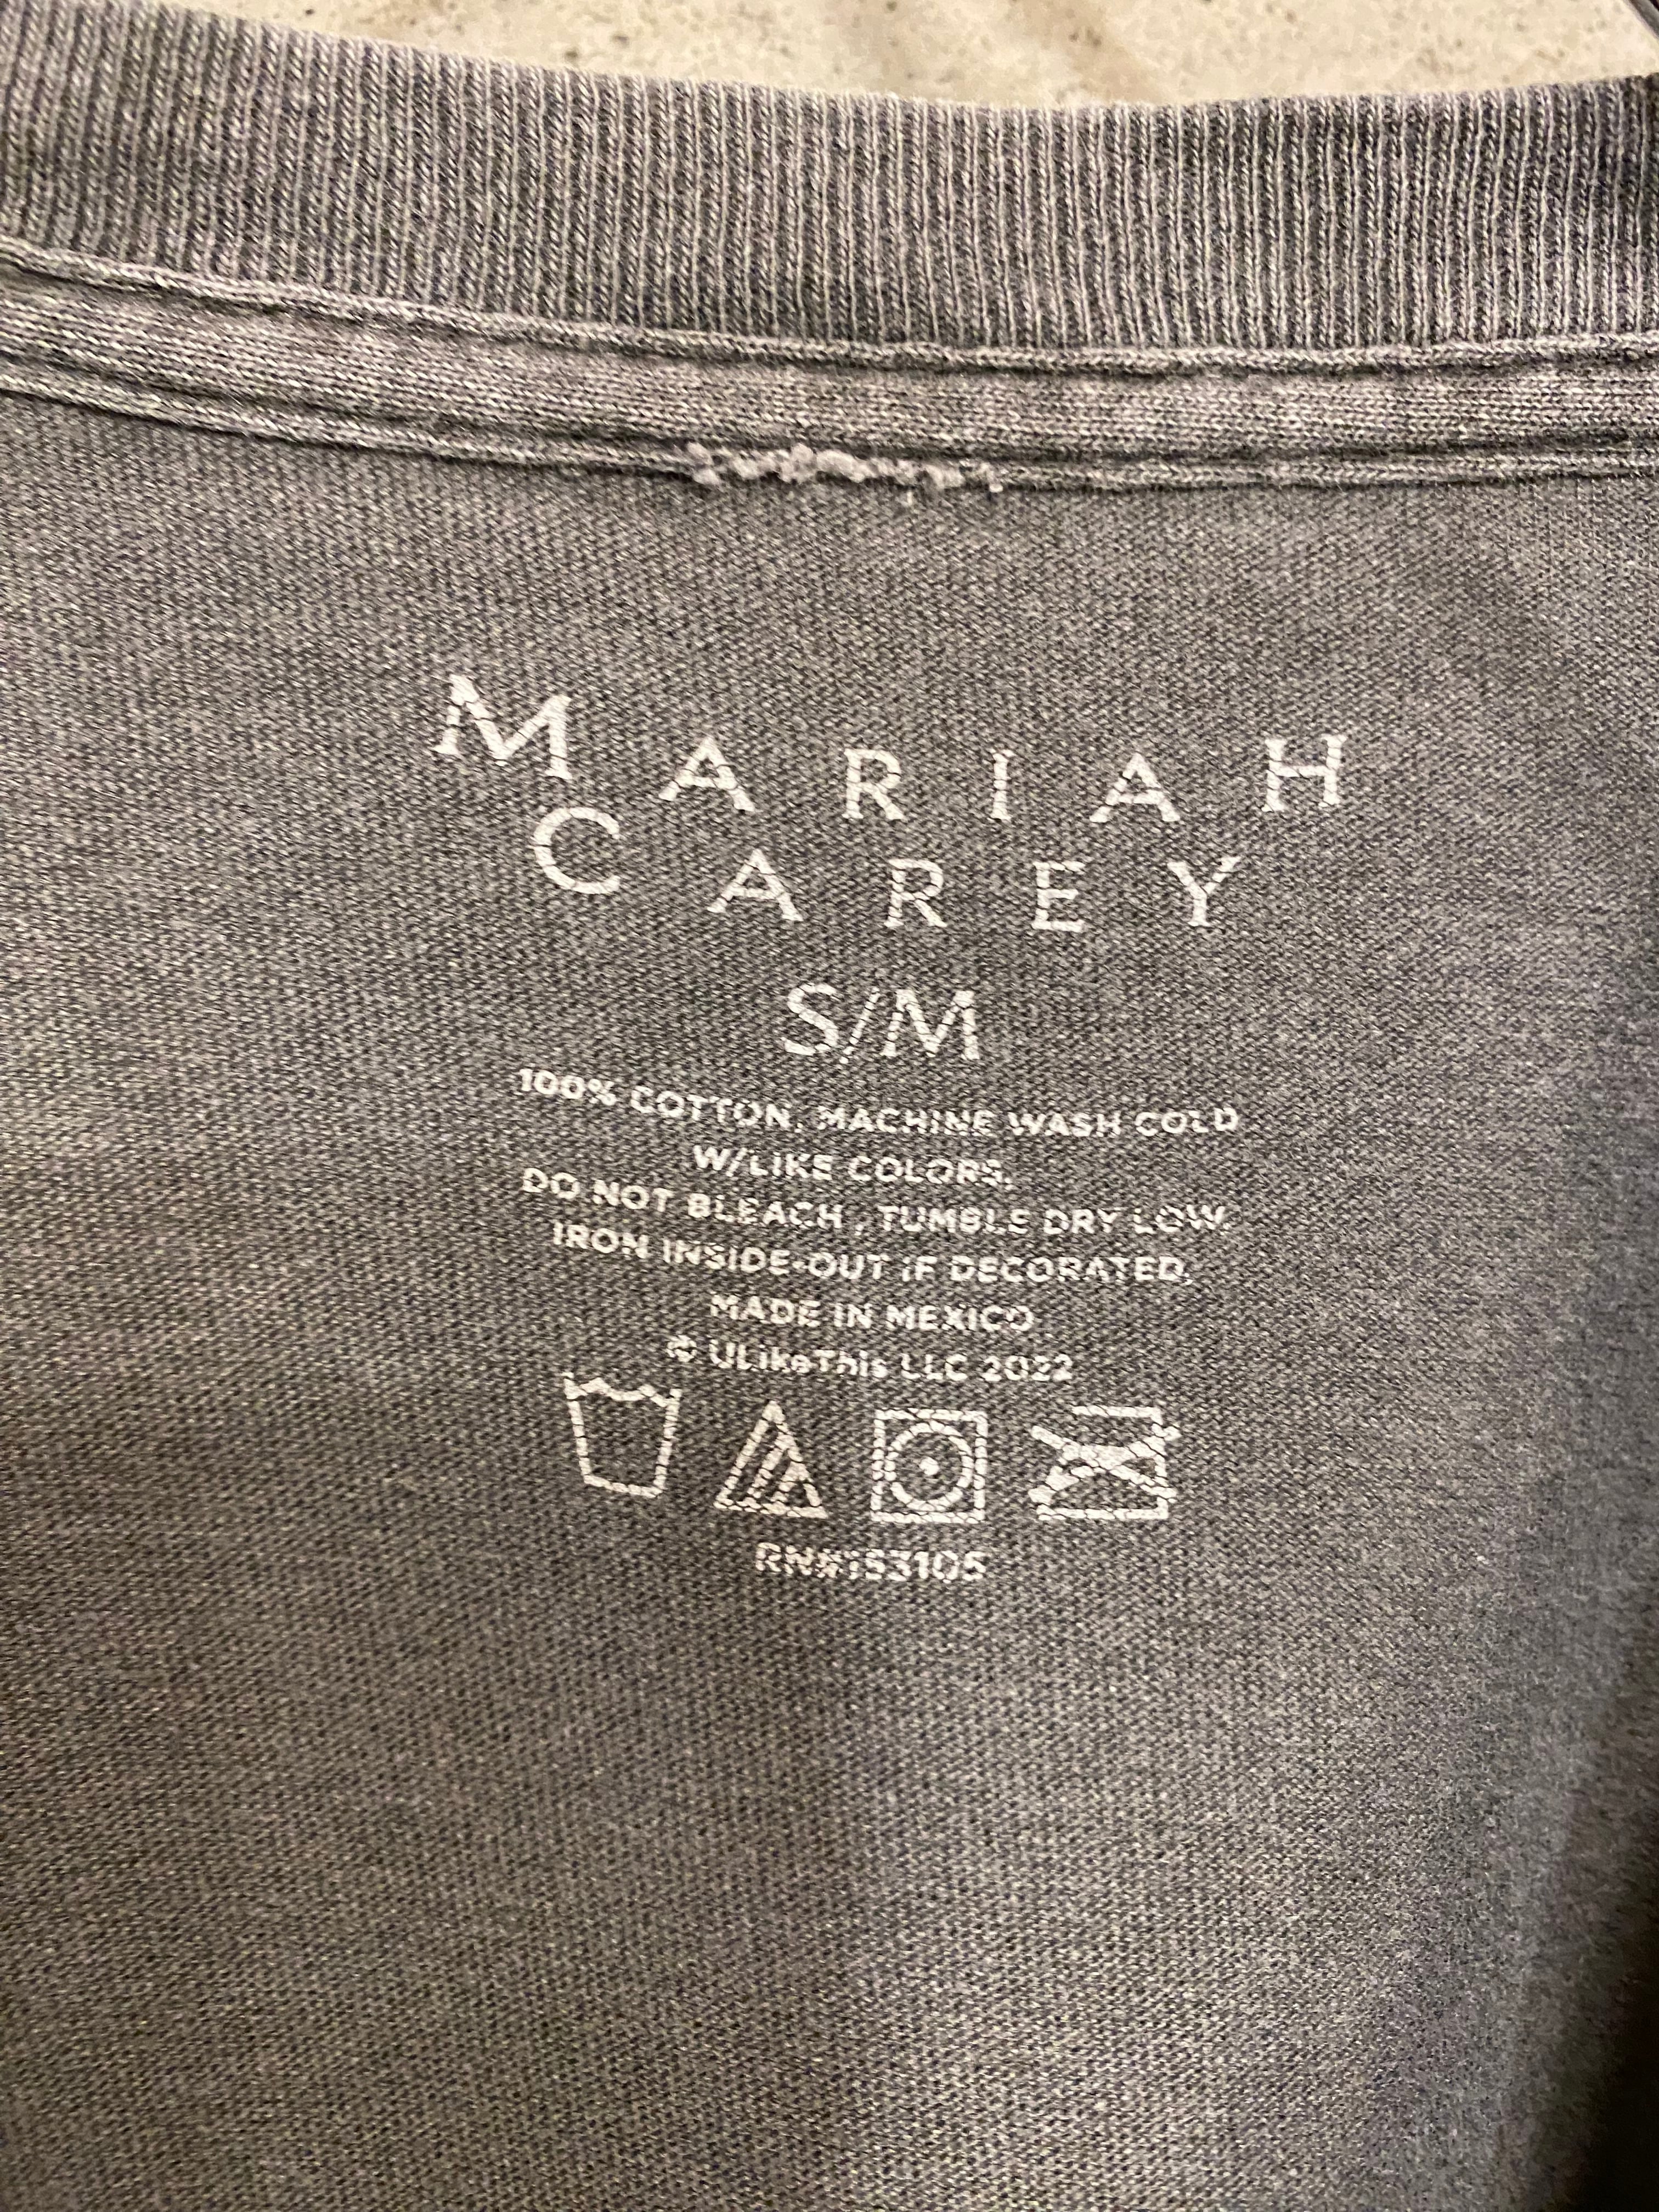 MARIAH
CAREY
S/M
100% COTTON, MACHINE WASH COLD
W/LIKE COLORS.
DO NOT BLEACH , TUMBLE DRY LOW.
IRON INSIDE-OUT IF DECORATED.
MADE IN MEXICO
© ULikeThis LLC 2022
RN#153105